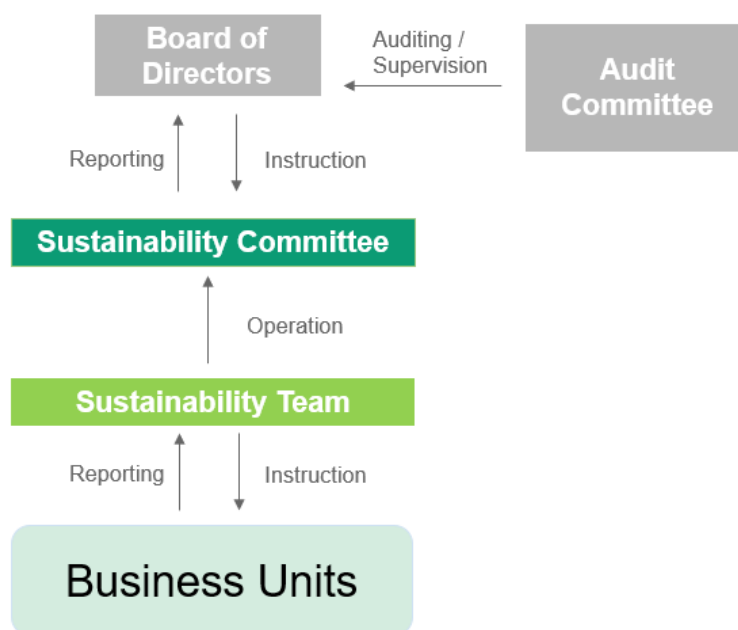 Board of
Directors
Auditing /
Supervision
Audit
Committee
Reporting
Instruction
Sustainability Committee
Operation
Sustainability Team
Reporting
Instruction
Business Units